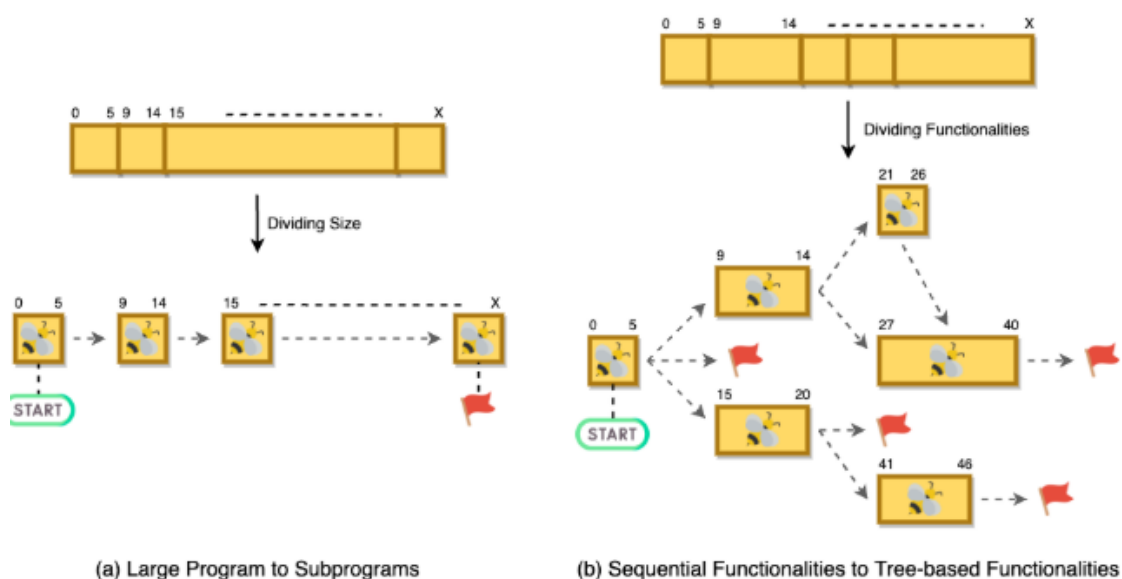 0 5 9 14 15 X
Dividing Size
0 5 9 14 15 X
START
(a) Large Program to Subprograms
0 5 9 14 X
Dividing Functionalities
21 26
9 14
0 5
27 40
15 20
START
41 46
(b) Sequential Functionalities to Tree-based Functionalities